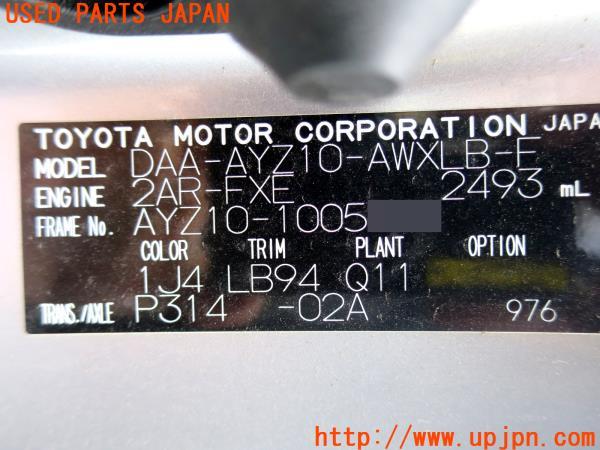 USED PARTS JAPAN
TOYOTA MOTOR CORPORATION JAPA
MODEL DAA-AYZ10-AWXLB-F
ENGINE 2AR-FXE 2493 mL
FRAME No. AYZ10-1005
COLOR TRIM PLANT OPTION
1J4 LB94 Q11
TRANS./AXLE P314 -02A 976
http://www.upjpn.com